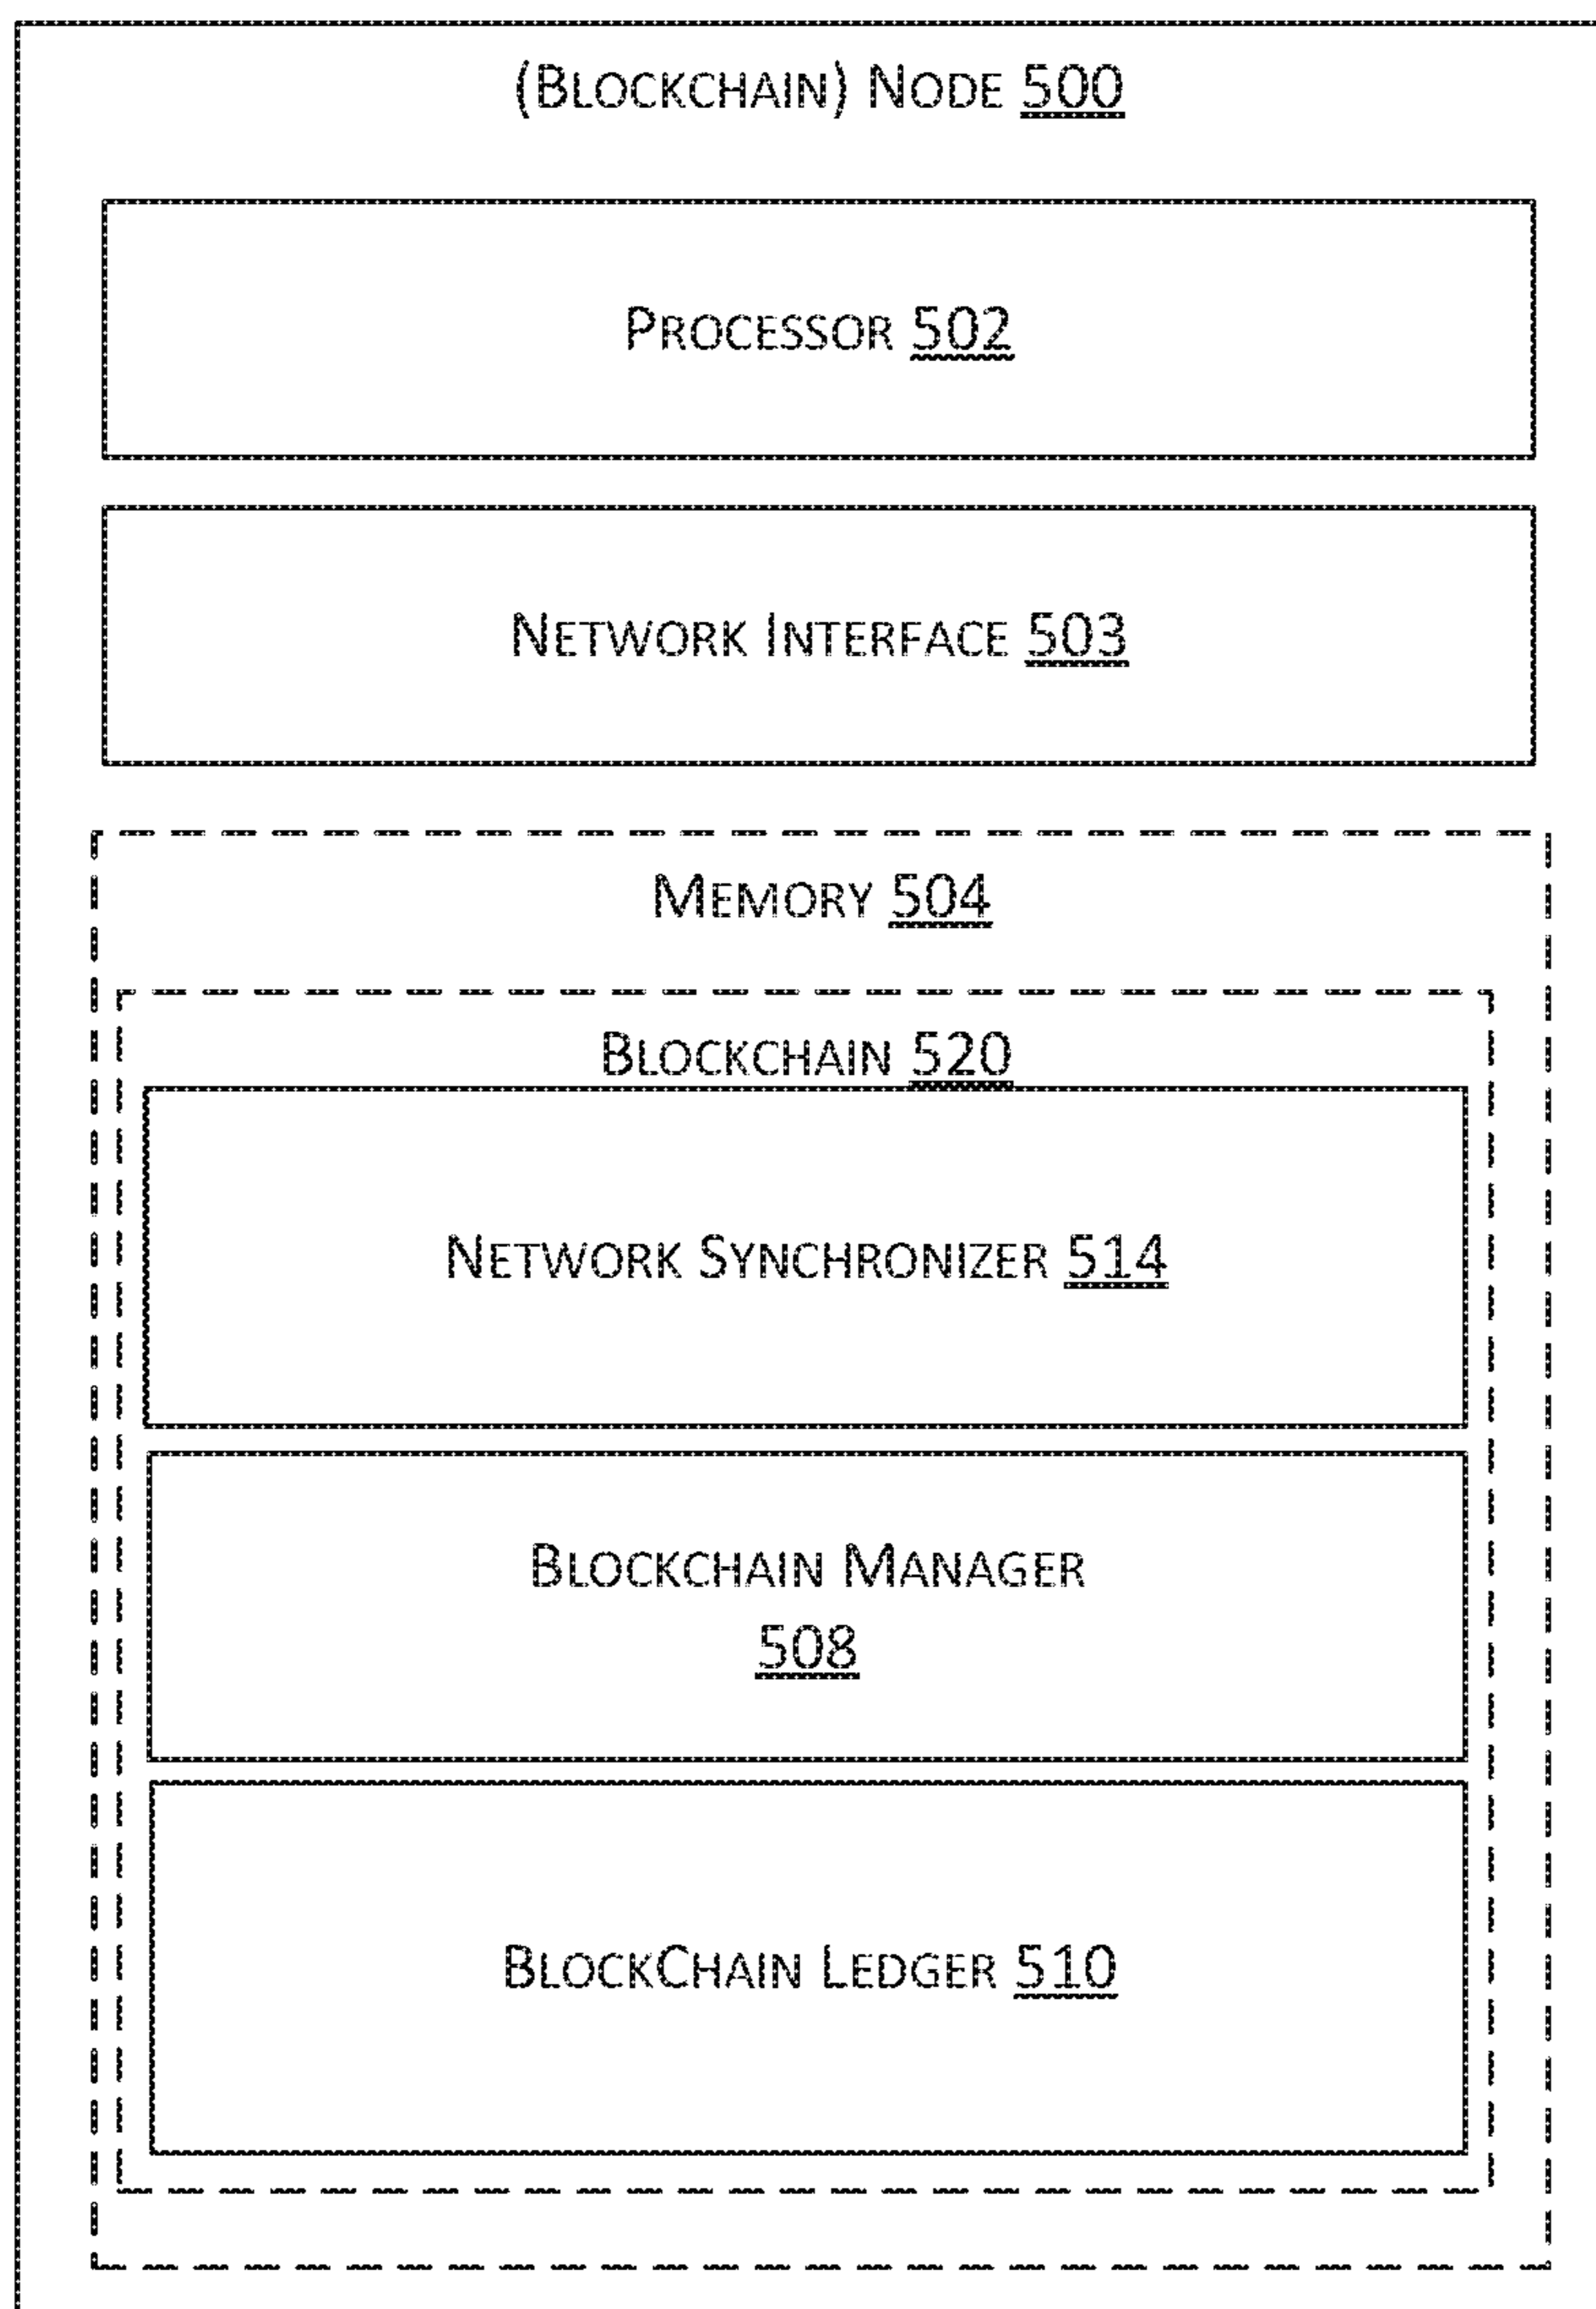 (Blockchain) Node 500
Processor 502
Network Interface 503
Memory 504
Blockchain 520
Network Synchronizer 514
Blockchain Manager
508
BlockChain Ledger 510